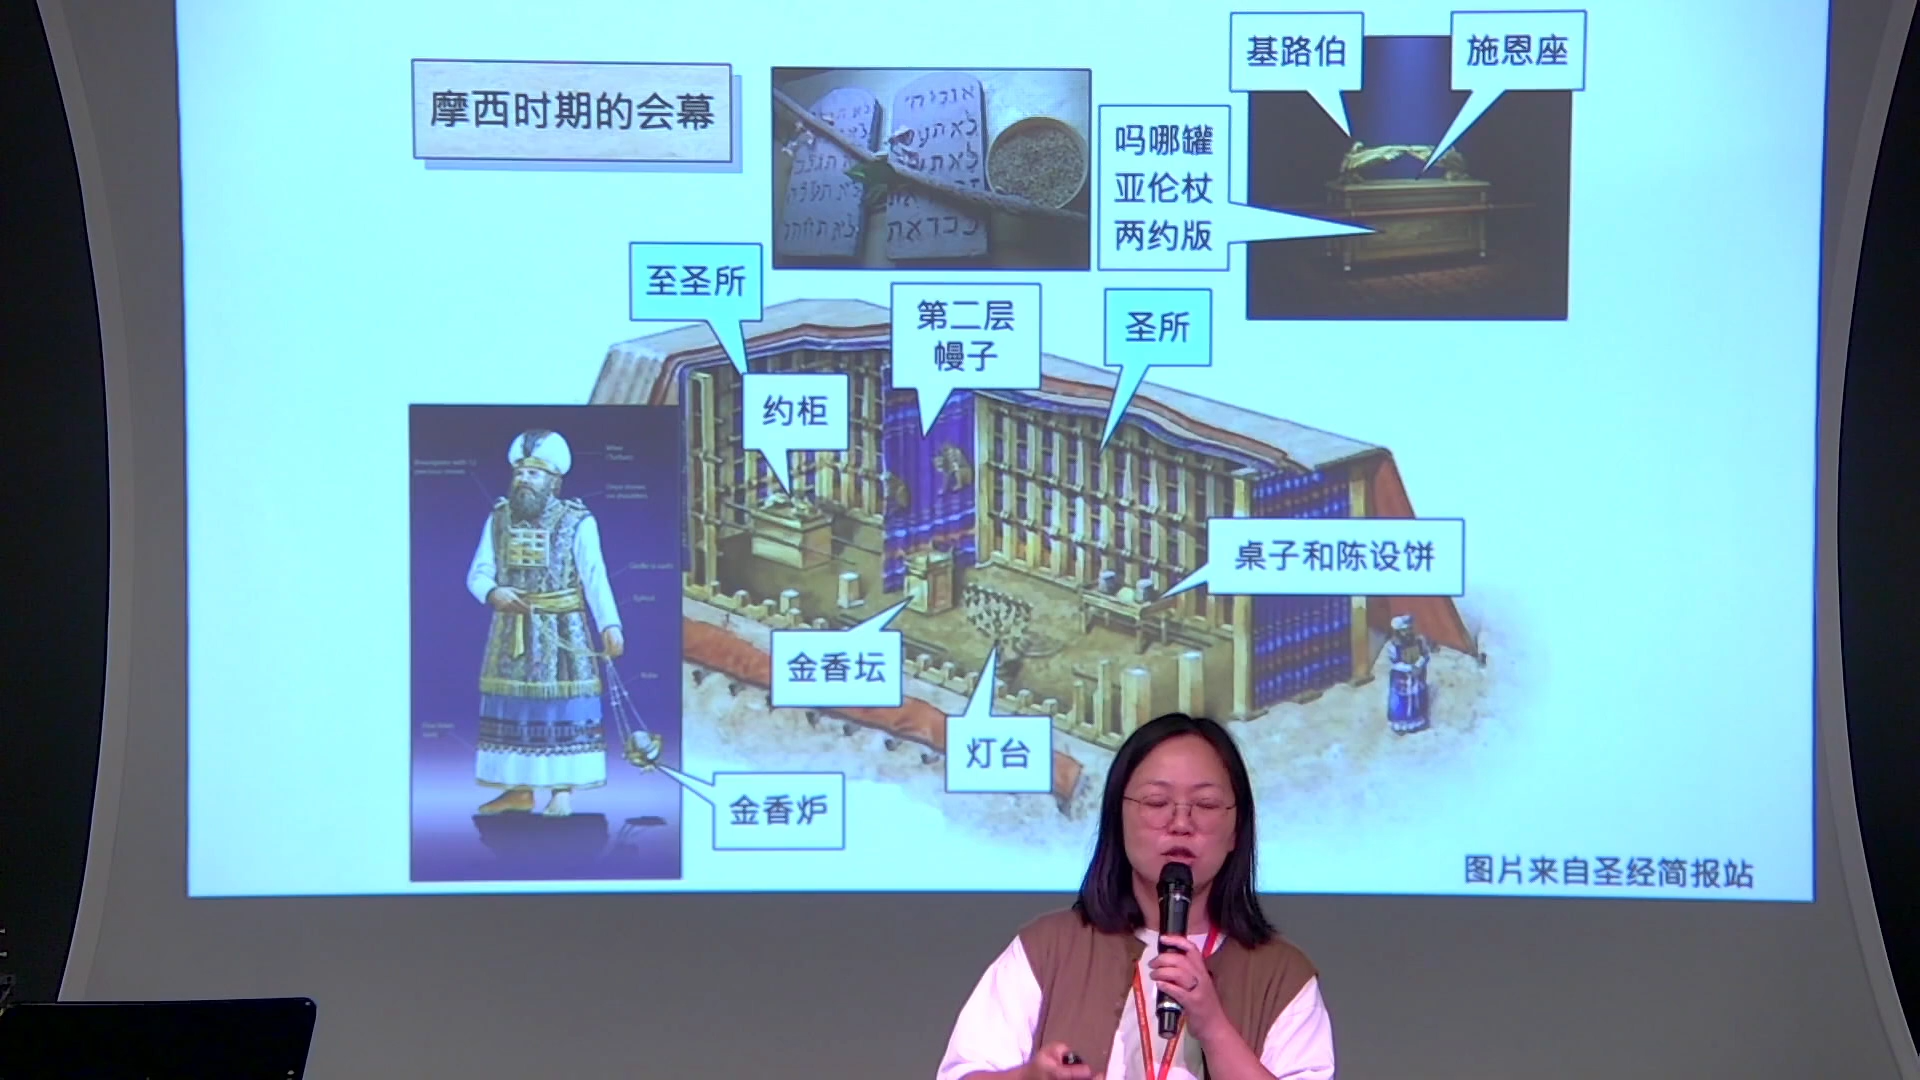 摩西时期的会幕
基路伯
施恩座
吗哪罐
亚伦杖
两约版
至圣所
第二层
幔子
圣所
约柜
桌子和陈设饼
金香坛
灯台
金香炉
图片来自圣经简报站